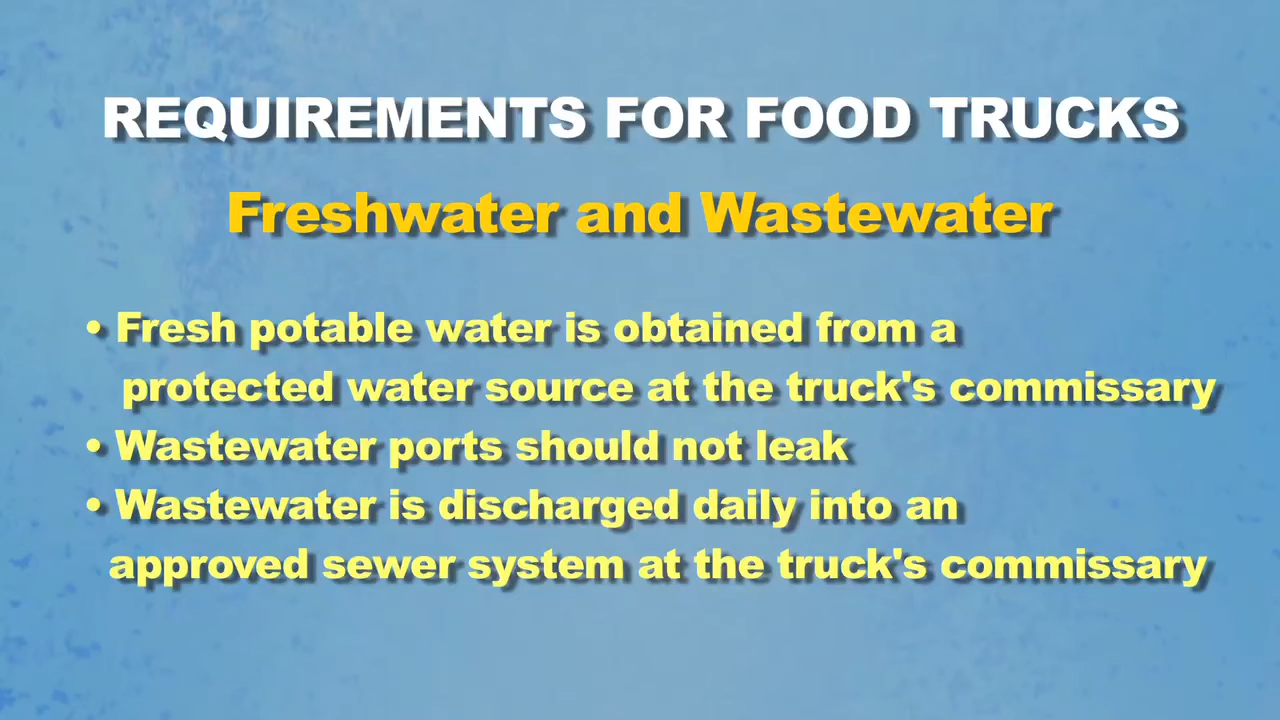 REQUIREMENTS FOR FOOD TRUCKS
Freshwater and Wastewater
• Fresh potable water is obtained from a
protected water source at the truck's commissary
• Wastewater ports should not leak
• Wastewater is discharged daily into an
approved sewer system at the truck's commissary